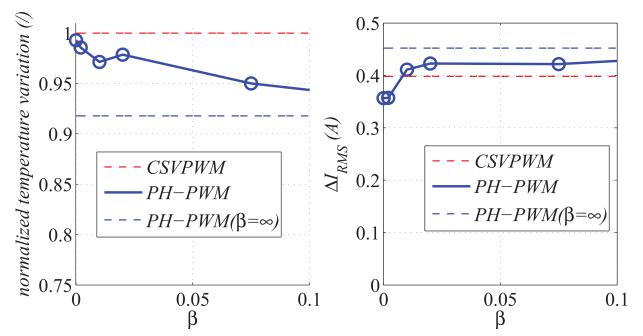 normalized temperature variation (/)
1
0.95
0.9
0.85
0.8
0.75
0
0.05
0.1
β
CSVPWM
PH-PWM
PH-PWM(β=∞)
ΔI_RMS (A)
0.5
0.4
0.3
0.2
0.1
0
0
0.05
0.1
β
CSVPWM
PH-PWM
PH-PWM(β=∞)